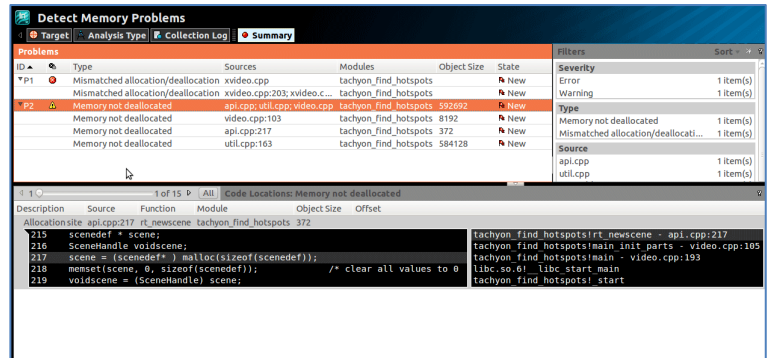 Detect Memory Problems
Target Analysis Type Collection Log Summary
Problems
ID Type Sources Modules Object Size State
P1 Mismatched allocation/deallocation xvideo.cpp tachyon_find_hotspots New
Mismatched allocation/deallocation xvideo.cpp:203; xvideo.c... tachyon_find_hotspots New
P2 Memory not deallocated api.cpp; util.cpp; video.cpp tachyon_find_hotspots 592692 New
Memory not deallocated video.cpp:103 tachyon_find_hotspots 8192 New
Memory not deallocated api.cpp:217 tachyon_find_hotspots 372 New
Memory not deallocated util.cpp:163 tachyon_find_hotspots 584128 New
Filters Sort
Severity
Error 1 item(s)
Warning 1 item(s)
Type
Memory not deallocated 1 item(s)
Mismatched allocation/deallocati... 1 item(s)
Source
api.cpp 1 item(s)
util.cpp 1 item(s)
1 1 of 15 All Code Locations: Memory not deallocated
Description Source Function Module Object Size Offset
Allocation site api.cpp:217 rt_newscene tachyon_find_hotspots 372
215 scenedef * scene;
216 SceneHandle voidscene;
217 scene = (scenedef* ) malloc(sizeof(scenedef));
218 memset(scene, 0, sizeof(scenedef)); /* clear all values to 0
219 voidscene = (SceneHandle) scene;
tachyon_find_hotspots!rt_newscene - api.cpp:217
tachyon_find_hotspots!main_init_parts - video.cpp:105
tachyon_find_hotspots!main - video.cpp:193
libc.so.6!__libc_start_main
tachyon_find_hotspots!_start